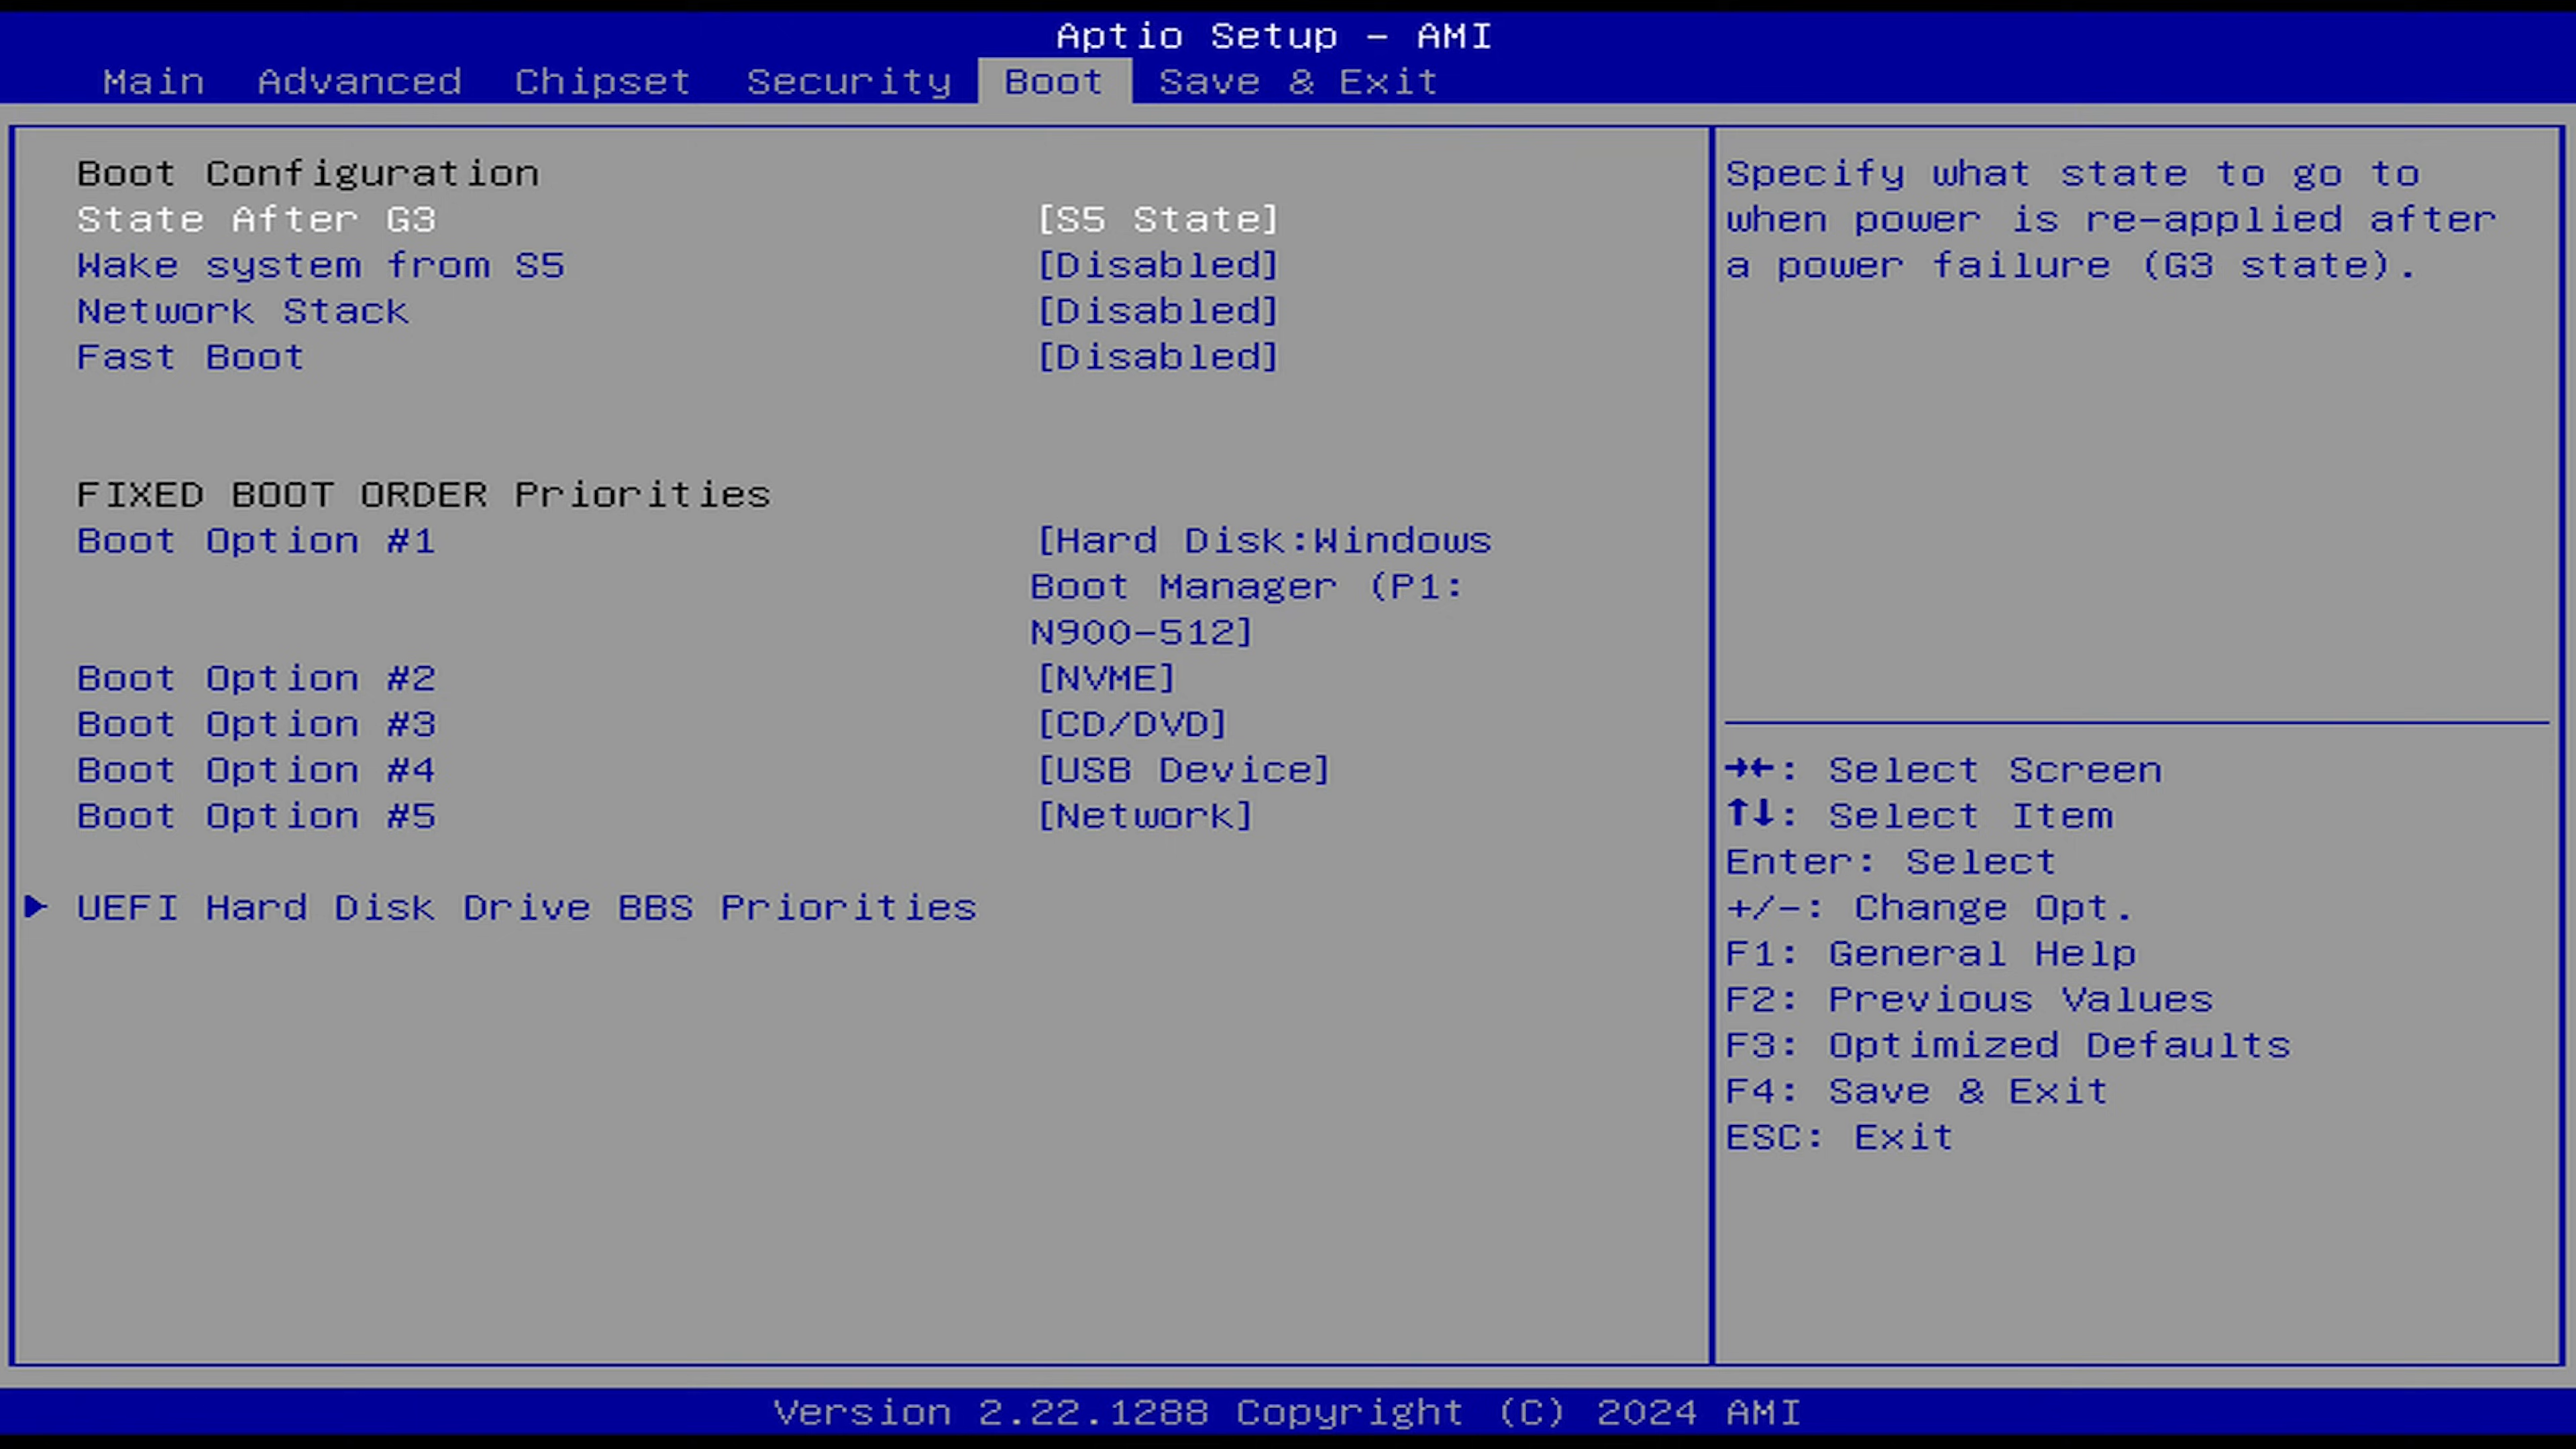 Aptio Setup - AMI
Main Advanced Chipset Security Boot Save & Exit
Boot Configuration
State After G3 [S5 State]
Wake system from S5 [Disabled]
Network Stack [Disabled]
Fast Boot [Disabled]
FIXED BOOT ORDER Priorities
Boot Option #1 [Hard Disk:Windows
Boot Manager (P1:
N900-512]
Boot Option #2 [NVME]
Boot Option #3 [CD/DVD]
Boot Option #4 [USB Device]
Boot Option #5 [Network]
▶ UEFI Hard Disk Drive BBS Priorities
Specify what state to go to
when power is re-applied after
a power failure (G3 state).
→←: Select Screen
↑↓: Select Item
Enter: Select
+/-: Change Opt.
F1: General Help
F2: Previous Values
F3: Optimized Defaults
F4: Save & Exit
ESC: Exit
Version 2.22.1288 Copyright (C) 2024 AMI